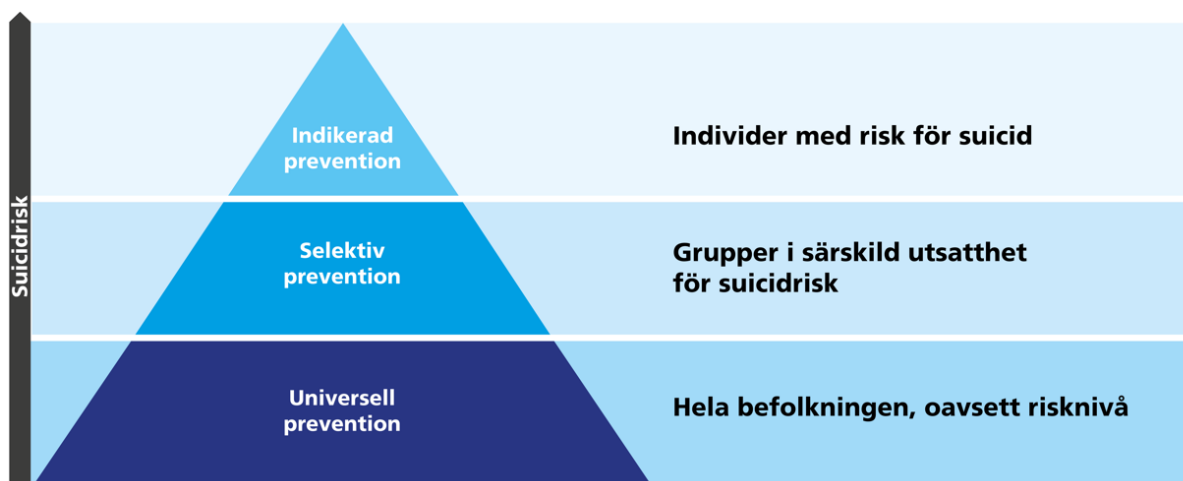 Indikerad
prevention
Individer med risk för suicid
Selektiv
prevention
Grupper i särskild utsatthet
för suicidrisk
Universell
prevention
Hela befolkningen, oavsett risknivå
Suicidrisk